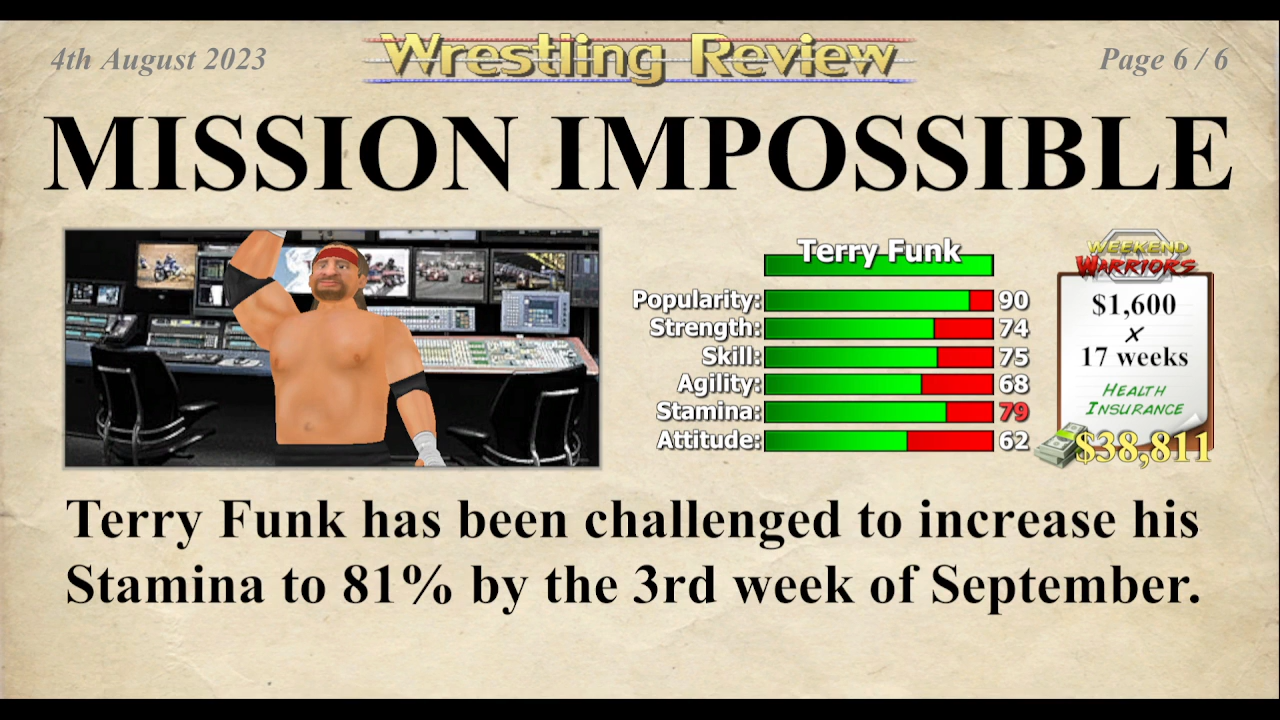 4th August 2023
Wrestling Review
Page 6 / 6
MISSION IMPOSSIBLE
Terry Funk
Popularity: 90
Strength: 74
Skill: 75
Agility: 68
Stamina: 79
Attitude: 62
WEEKEND
WARRIORS
$1,600
x
17 weeks
HEALTH
INSURANCE
$38,811
Terry Funk has been challenged to increase his
Stamina to 81% by the 3rd week of September.